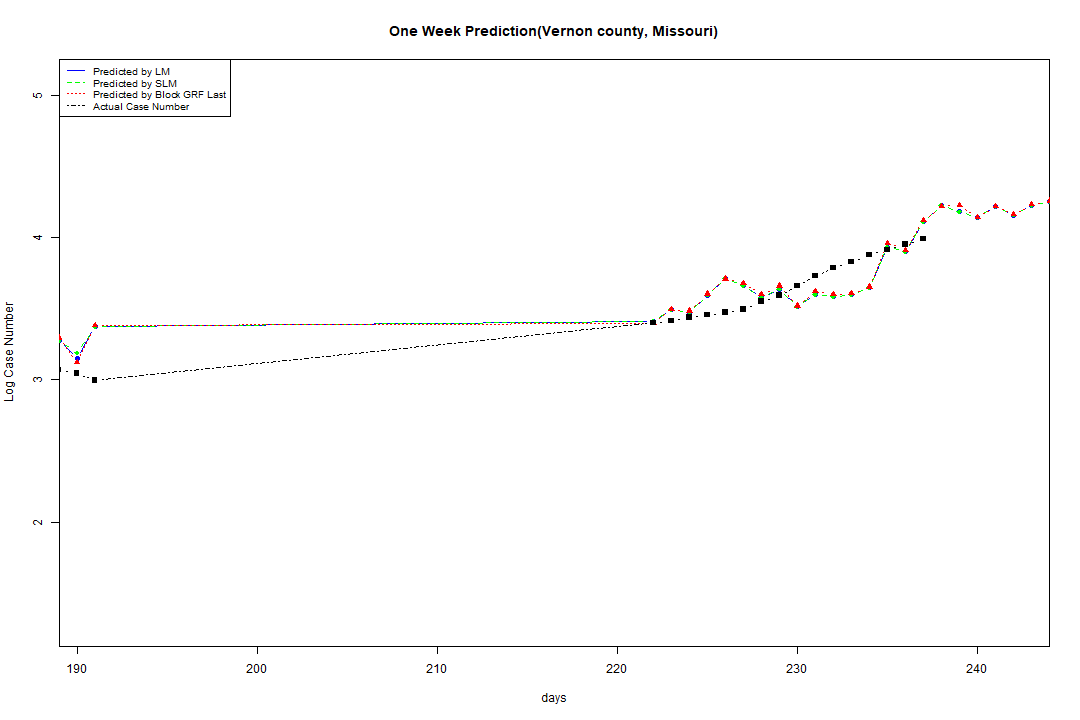 One Week Prediction(Vernon county, Missouri)
Predicted by LM
Predicted by SLM
Predicted by Block GRF Last
Actual Case Number
5
4
3
2
Log Case Number
190
200
210
220
230
240
days